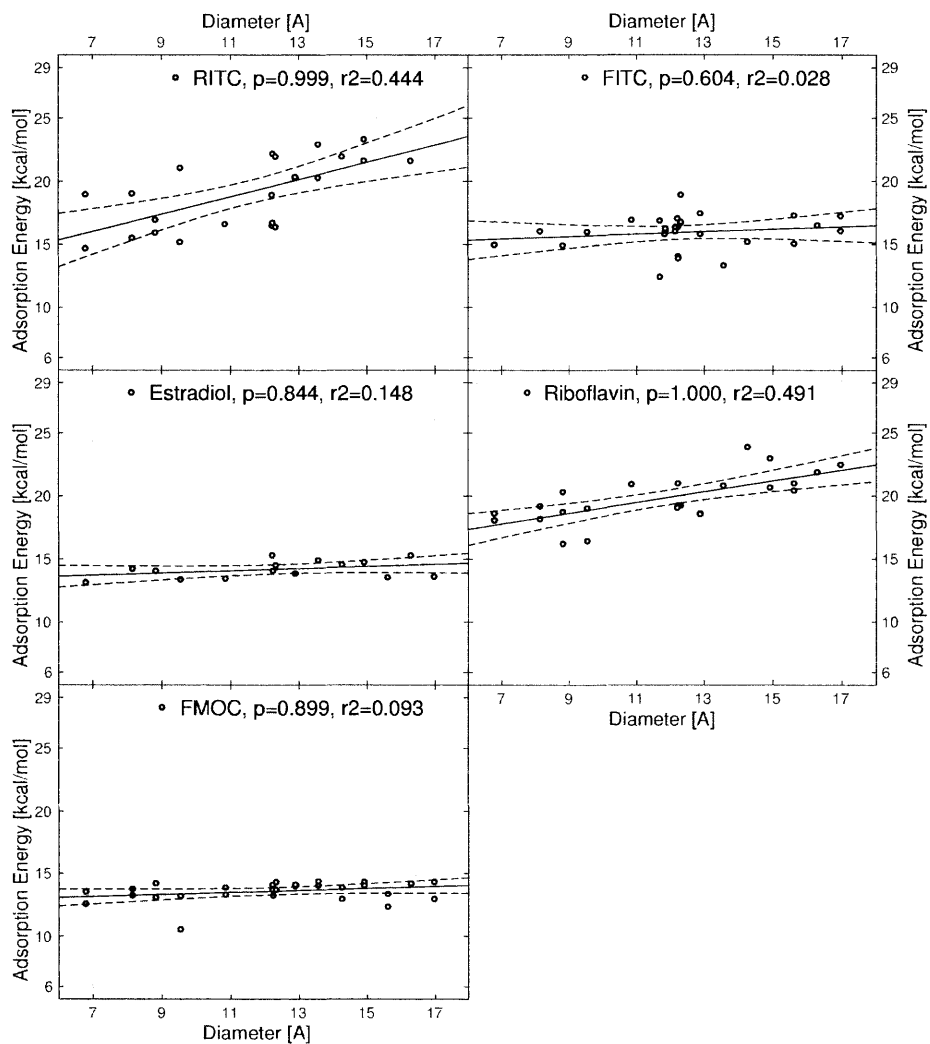 Diameter [A]
Diameter [A]
7 9 11 13 15 17
7 9 11 13 15 17
RITC, p=0.999, r2=0.444
FITC, p=0.604, r2=0.028
Adsorption Energy [kcal/mol]
29
25
20
15
10
6
29
25
20
15
10
6
Adsorption Energy [kcal/mol]
Estradiol, p=0.844, r2=0.148
Riboflavin, p=1.000, r2=0.491
Adsorption Energy [kcal/mol]
29
25
20
15
10
6
29
25
20
15
10
6
Adsorption Energy [kcal/mol]
7 9 11 13 15 17
Diameter [A]
FMOC, p=0.899, r2=0.093
Adsorption Energy [kcal/mol]
29
25
20
15
10
6
7 9 11 13 15 17
Diameter [A]